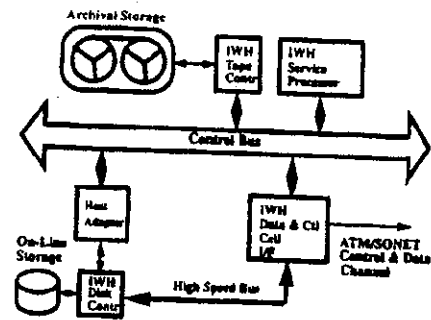 Archival Storage
IWH
Tape
Contr
IWH
Service
Processor
Control Bus
Host
Adapter
IWH
Data & Ctl
Cell
I/F
ATM/SONET
Control & Data
Channel
On-Line
Storage
IWH
Disk
Contr
High Speed Bus